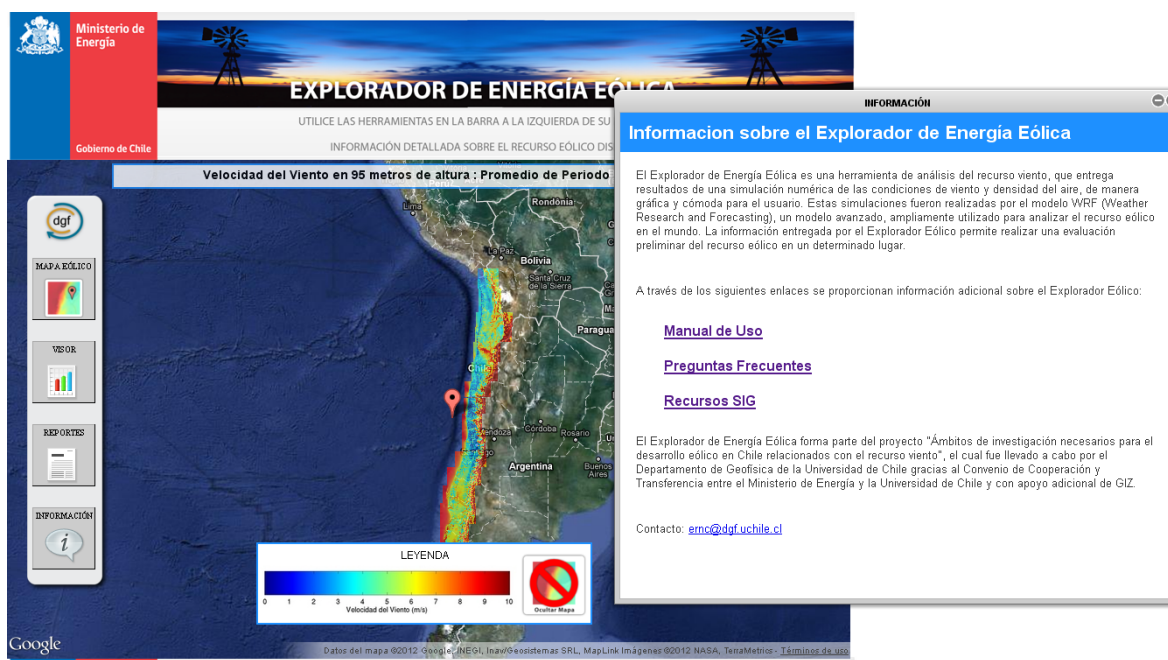 Ministerio de
Energía
Gobierno de Chile
EXPLORADOR DE ENERGÍA EÓLICA
UTILICE LAS HERRAMIENTAS EN LA BARRA A LA IZQUIERDA DE SU
INFORMACIÓN DETALLADA SOBRE EL RECURSO EÓLICO DIS
Velocidad del Viento en 95 metros de altura : Promedio de Periodo
dgf
MAPA EÓLICO
VISOR
REPORTES
INFORMACIÓN
i
Lima
Rondônia
La Paz
Bolivia
Santa Cruz
de la Sierra
Paragua
Chile
Mendoza
Córdoba
Rosario
Santiago
Argentina
Buenos
Aires
LEYENDA
0 1 2 3 4 5 6 7 8 9 10
Velocidad del Viento (m/s)
Ocultar Mapa
Google
Datos del mapa ©2012 Google, INEGI, Inav/Geosistemas SRL, MapLink Imágenes ©2012 NASA, TerraMetrics - Términos de uso
INFORMACIÓN
Informacion sobre el Explorador de Energía Eólica
El Explorador de Energía Eólica es una herramienta de análisis del recurso viento, que entrega
resultados de una simulación numérica de las condiciones de viento y densidad del aire, de manera
gráfica y cómoda para el usuario. Estas simulaciones fueron realizadas por el modelo WRF (Weather
Research and Forecasting), un modelo avanzado, ampliamente utilizado para analizar el recurso eólico
en el mundo. La información entregada por el Explorador Eólico permite realizar una evaluación
preliminar del recurso eólico en un determinado lugar.
A través de los siguientes enlaces se proporcionan información adicional sobre el Explorador Eólico:
Manual de Uso
Preguntas Frecuentes
Recursos SIG
El Explorador de Energía Eólica forma parte del proyecto "Ámbitos de investigación necesarios para el
desarrollo eólico en Chile relacionados con el recurso viento", el cual fue llevado a cabo por el
Departamento de Geofísica de la Universidad de Chile gracias al Convenio de Cooperación y
Transferencia entre el Ministerio de Energía y la Universidad de Chile y con apoyo adicional de GIZ.
Contacto: ernc@dgf.uchile.cl